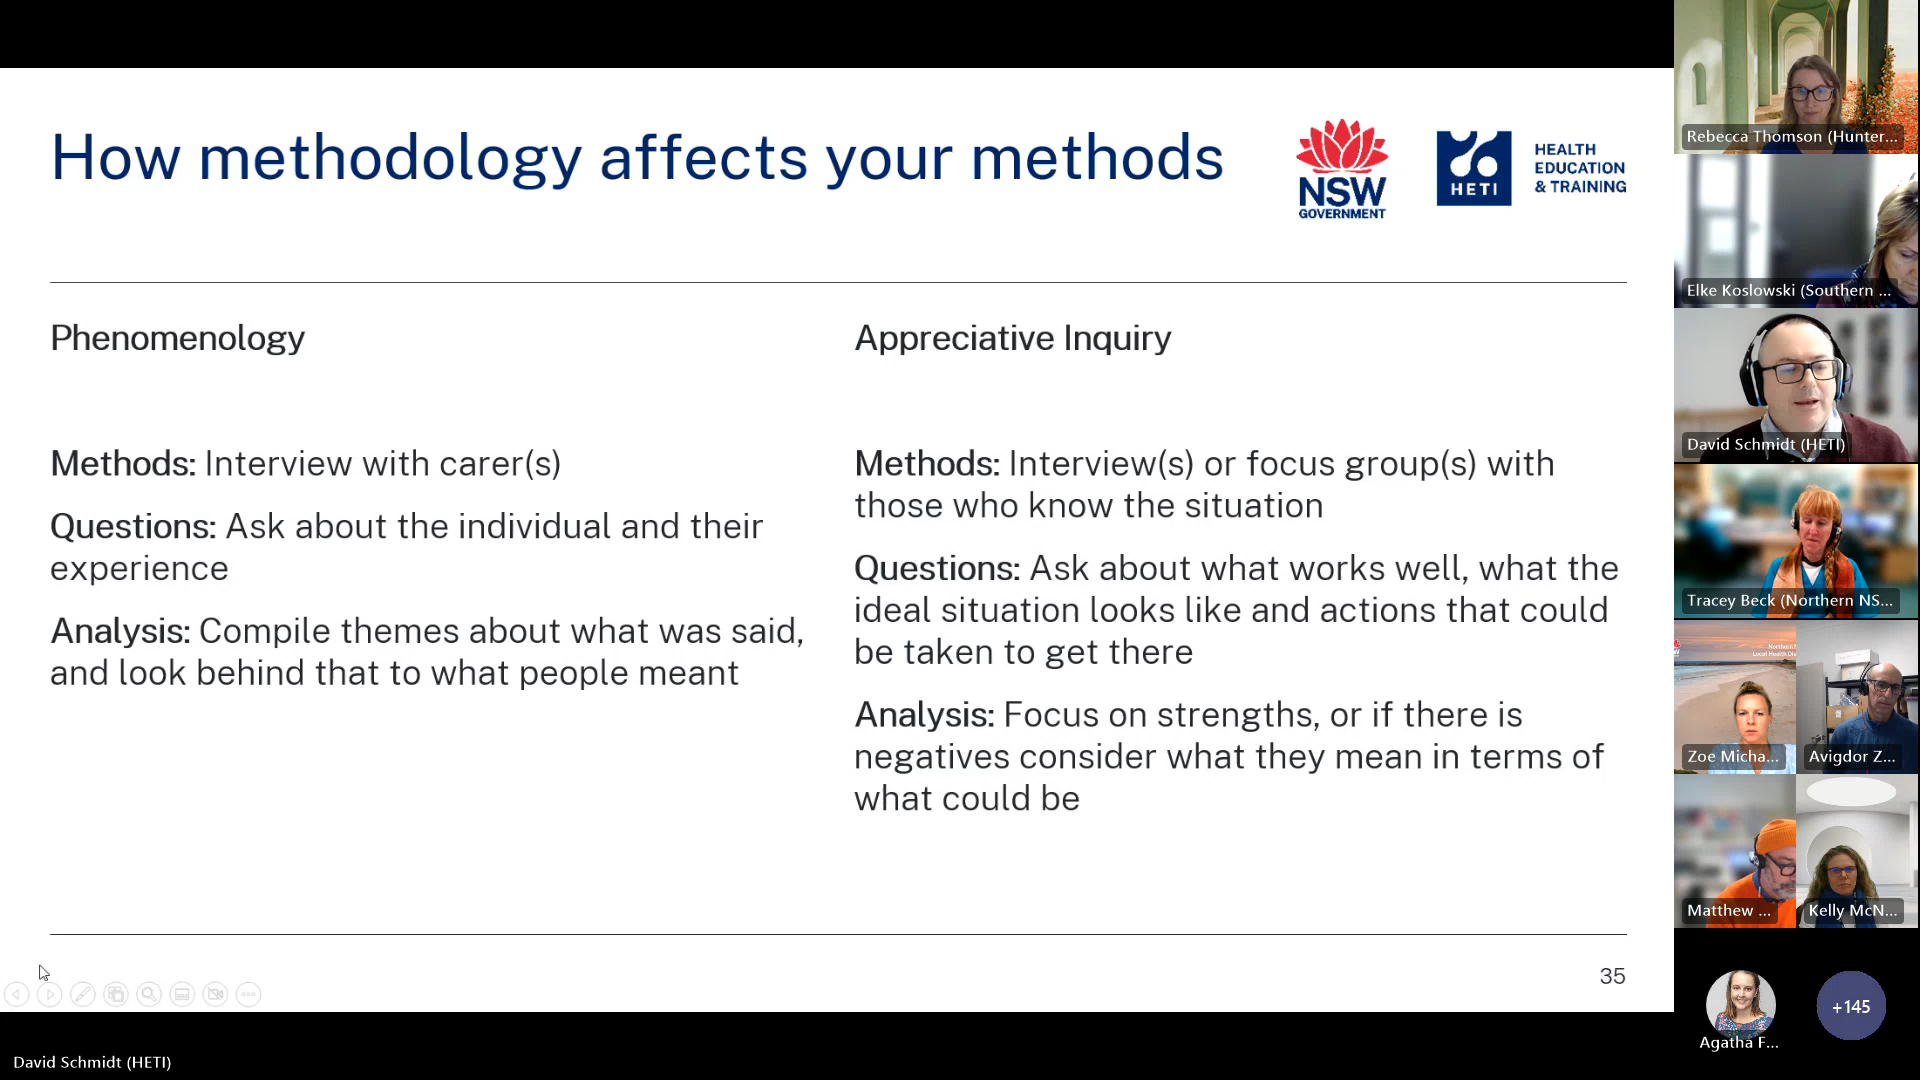 How methodology affects your methods
NSW
GOVERNMENT
HETI
HEALTH
EDUCATION
& TRAINING
Phenomenology
Methods: Interview with carer(s)
Questions: Ask about the individual and their
experience
Analysis: Compile themes about what was said,
and look behind that to what people meant
Appreciative Inquiry
Methods: Interview(s) or focus group(s) with
those who know the situation
Questions: Ask about what works well, what the
ideal situation looks like and actions that could
be taken to get there
Analysis: Focus on strengths, or if there is
negatives consider what they mean in terms of
what could be
35
David Schmidt (HETI)
Rebecca Thomson (Hunter...
Elke Koslowski (Southern ...
David Schmidt (HETI)
Tracey Beck (Northern NS...
Zoe Micha...
Avigdor Z...
Matthew ...
Kelly McN...
Agatha F...
+145